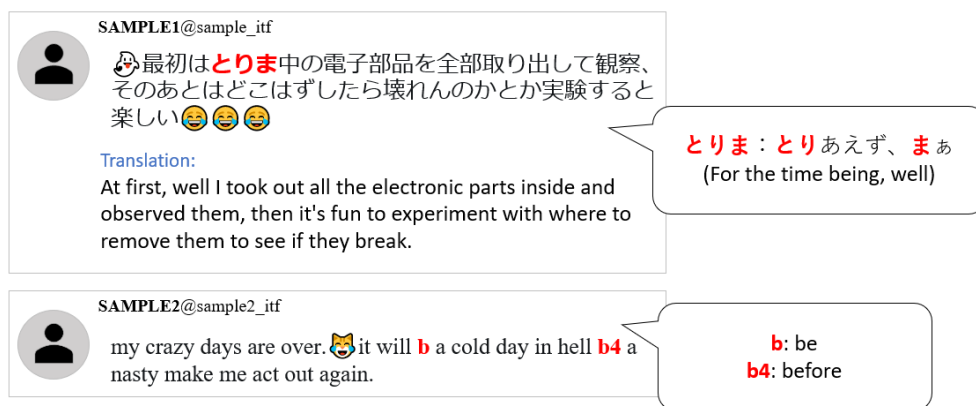 SAMPLE1@sample_itf
最初はとりま中の電子部品を全部取り出して観察、
そのあとはどこはずしたら壊れんのかとか実験すると
楽しい😂😂😂
Translation:
At first, well I took out all the electronic parts inside and
observed them, then it's fun to experiment with where to
remove them to see if they break.
とりま：とりあえず、まぁ
(For the time being, well)
SAMPLE2@sample2_itf
my crazy days are over.😹it will b a cold day in hell b4 a
nasty make me act out again.
b: be
b4: before